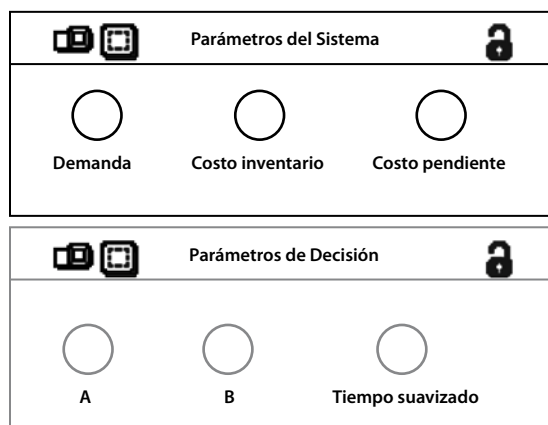 Parámetros del Sistema
Demanda Costo inventario Costo pendiente
Parámetros de Decisión
A B Tiempo suavizado